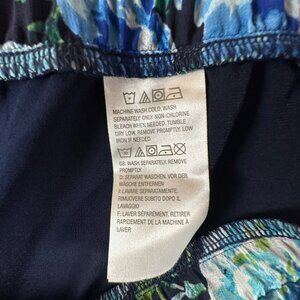 MACHINE WASH COLD, WASH
SEPARATELY. ONLY NON-CHLORINE
BLEACH WHEN NEEDED. TUMBLE
DRY LOW. REMOVE PROMPTLY. LOW
IRON WHEN NEEDED.
GB: WASH SEPARATELY. REMOVE
PROMPTLY
D: SEPARAT WASCHEN. VOR DER
WÄSCHE ENTFERNEN
I: LAVARE SEPARATAMENTE.
RIMUOVERE SUBITO DOPO IL
LAVAGGIO
F: LAVER SÉPARÉMENT, RETIRER
RAPIDEMENT DE LA MACHINE À
LAVER